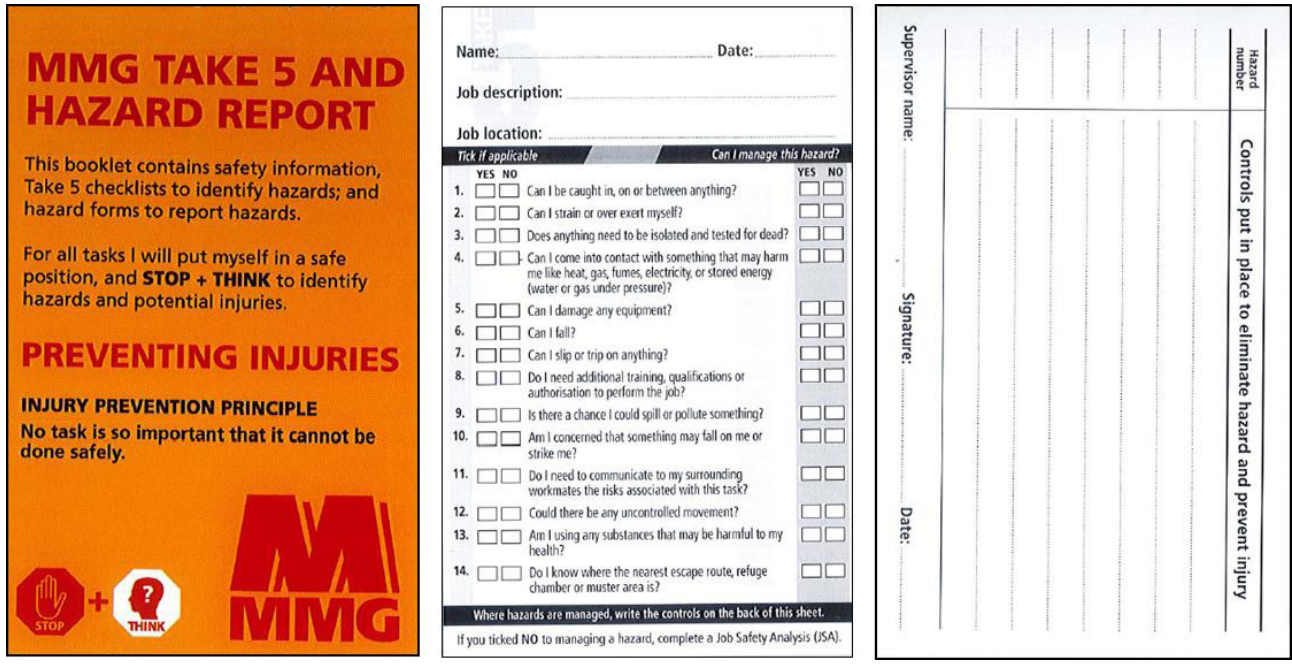 MMG TAKE 5 AND
HAZARD REPORT
This booklet contains safety information,
Take 5 checklists to identify hazards; and
hazard forms to report hazards.
For all tasks I will put myself in a safe
position, and STOP + THINK to identify
hazards and potential injuries.
PREVENTING INJURIES
INJURY PREVENTION PRINCIPLE
No task is so important that it cannot be
done safely.
STOP
+
?
THINK
M
MMG
Name: Date:
Job description:
Job location:
Tick if applicable Can I manage this hazard?
YES NO YES NO
1. Can I be caught in, on or between anything?
2. Can I strain or over exert myself?
3. Does anything need to be isolated and tested for dead?
4. Can I come into contact with something that may harm
me like heat, gas, fumes, electricity, or stored energy
(water or gas under pressure)?
5. Can I damage any equipment?
6. Can I fall?
7. Can I slip or trip on anything?
8. Do I need additional training, qualifications or
authorisation to perform the job?
9. Is there a chance I could spill or pollute something?
10. Am I concerned that something may fall on me or
strike me?
11. Do I need to communicate to my surrounding
workmates the risks associated with this task?
12. Could there be any uncontrolled movement?
13. Am I using any substances that may be harmful to my
health?
14. Do I know where the nearest escape route, refuge
chamber or muster area is?
Where hazards are managed, write the controls on the back of this sheet.
If you ticked NO to managing a hazard, complete a Job Safety Analysis (JSA).
Hazard
number
Controls put in place to eliminate hazard and prevent injury
Supervisor name: Signature: Date: